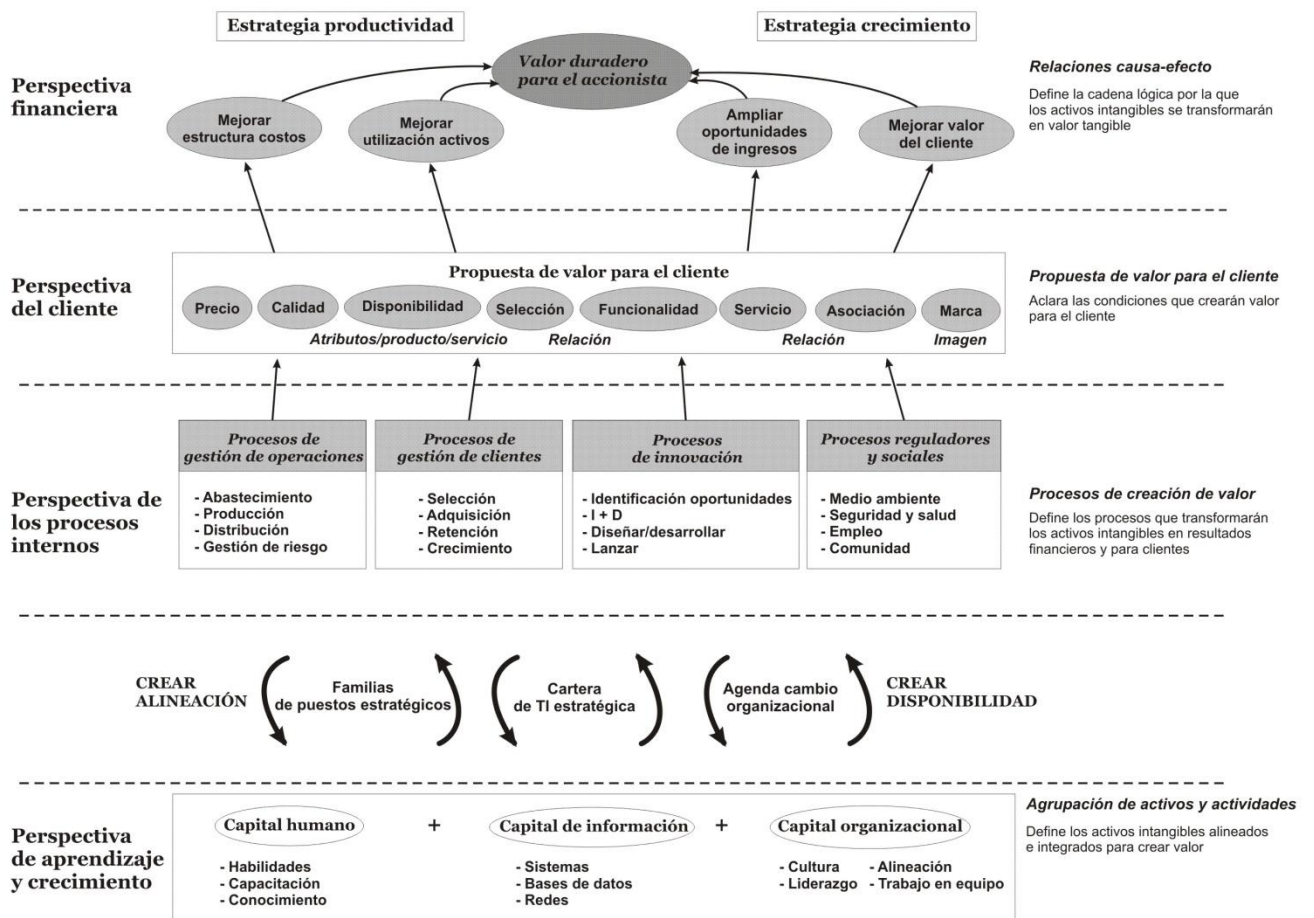 Estrategia productividad
Estrategia crecimiento
Perspectiva
financiera
Valor duradero
para el accionista
Mejorar
estructura costos
Mejorar
utilización activos
Ampliar
oportunidades
de ingresos
Mejorar valor
del cliente
Relaciones causa-efecto
Define la cadena lógica por la que
los activos intangibles se transformarán
en valor tangible
Perspectiva
del cliente
Propuesta de valor para el cliente
Precio
Calidad
Disponibilidad
Selección
Funcionalidad
Servicio
Asociación
Marca
Atributos/producto/servicio
Relación
Relación
Imagen
Propuesta de valor para el cliente
Aclara las condiciones que crearán valor
para el cliente
Perspectiva de
los procesos
internos
Procesos de
gestión de operaciones
- Abastecimiento
- Producción
- Distribución
- Gestión de riesgo
Procesos de
gestión de clientes
- Selección
- Adquisición
- Retención
- Crecimiento
Procesos
de innovación
- Identificación oportunidades
- I + D
- Diseñar/desarrollar
- Lanzar
Procesos reguladores
y sociales
- Medio ambiente
- Seguridad y salud
- Empleo
- Comunidad
Procesos de creación de valor
Define los procesos que transformarán
los activos intangibles en resultados
financieros y para clientes
CREAR
ALINEACIÓN
Familias
de puestos estratégicos
Cartera
de TI estratégica
Agenda cambio
organizacional
CREAR
DISPONIBILIDAD
Perspectiva
de aprendizaje
y crecimiento
Capital humano
- Habilidades
- Capacitación
- Conocimiento
+
Capital de información
- Sistemas
- Bases de datos
- Redes
+
Capital organizacional
- Cultura - Alineación
- Liderazgo - Trabajo en equipo
Agrupación de activos y actividades
Define los activos intangibles alineados
e integrados para crear valor